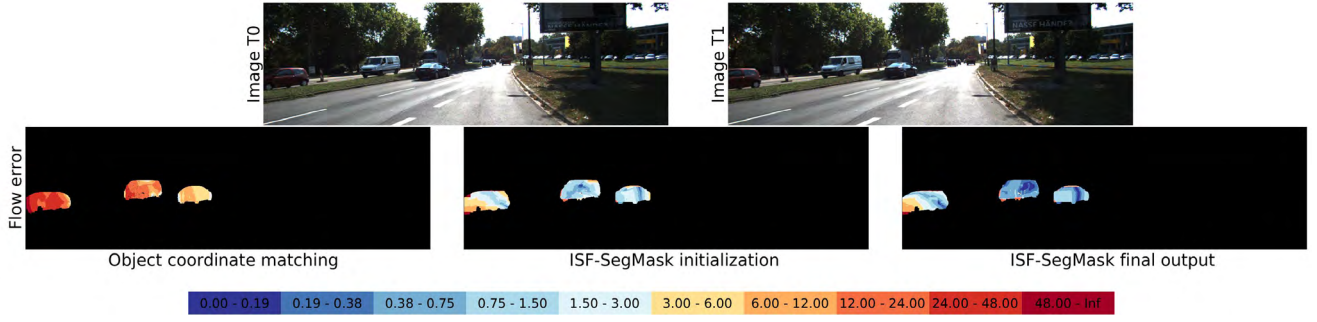 Image T0
Image T1
Flow error
Object coordinate matching
ISF-SegMask initialization
ISF-SegMask final output
0.00 - 0.19 0.19 - 0.38 0.38 - 0.75 0.75 - 1.50 1.50 - 3.00 3.00 - 6.00 6.00 - 12.00 12.00 - 24.00 24.00 - 48.00 48.00 - Inf